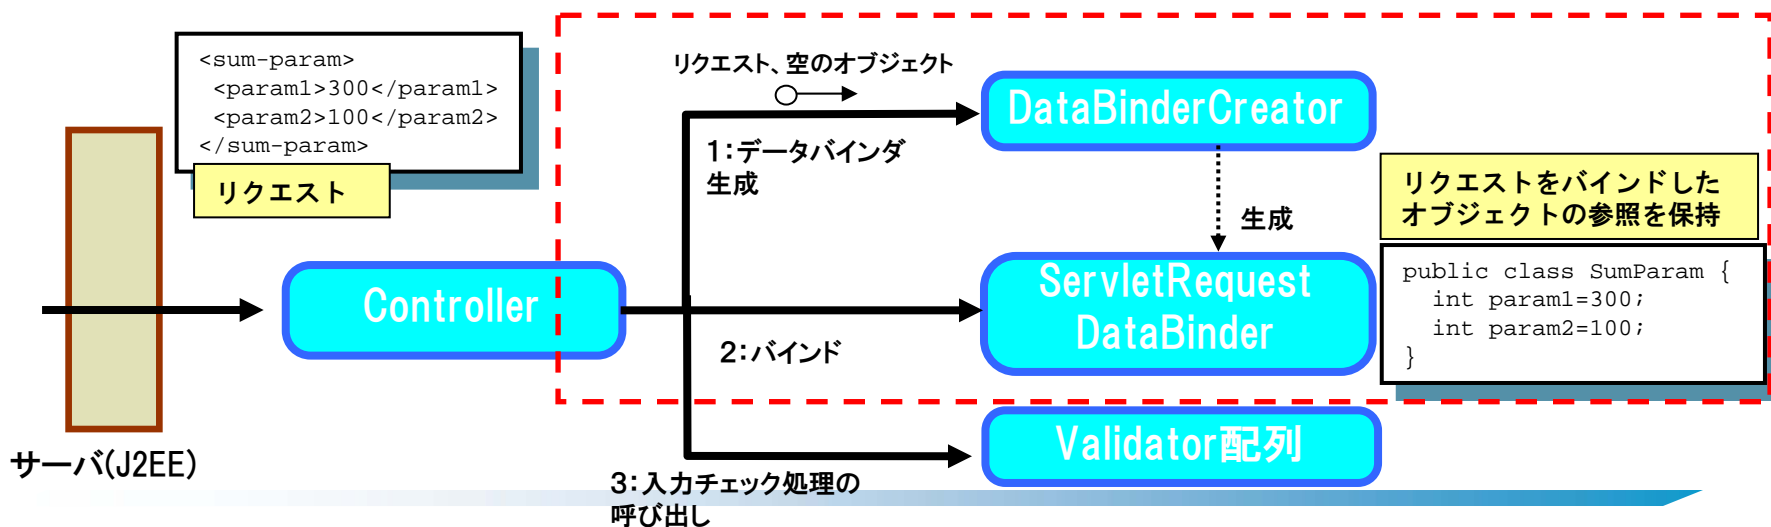 <sum-param>
<param1>300</param1>
<param2>100</param2>
</sum-param>
リクエスト
サーバ(J2EE)
Controller
リクエスト、空のオブジェクト
1:データバインダ
生成
DataBinderCreator
生成
2:バインド
ServletRequest
DataBinder
リクエストをバインドした
オブジェクトの参照を保持
public class SumParam {
int param1=300;
int param2=100;
}
3:入力チェック処理の
呼び出し
Validator配列